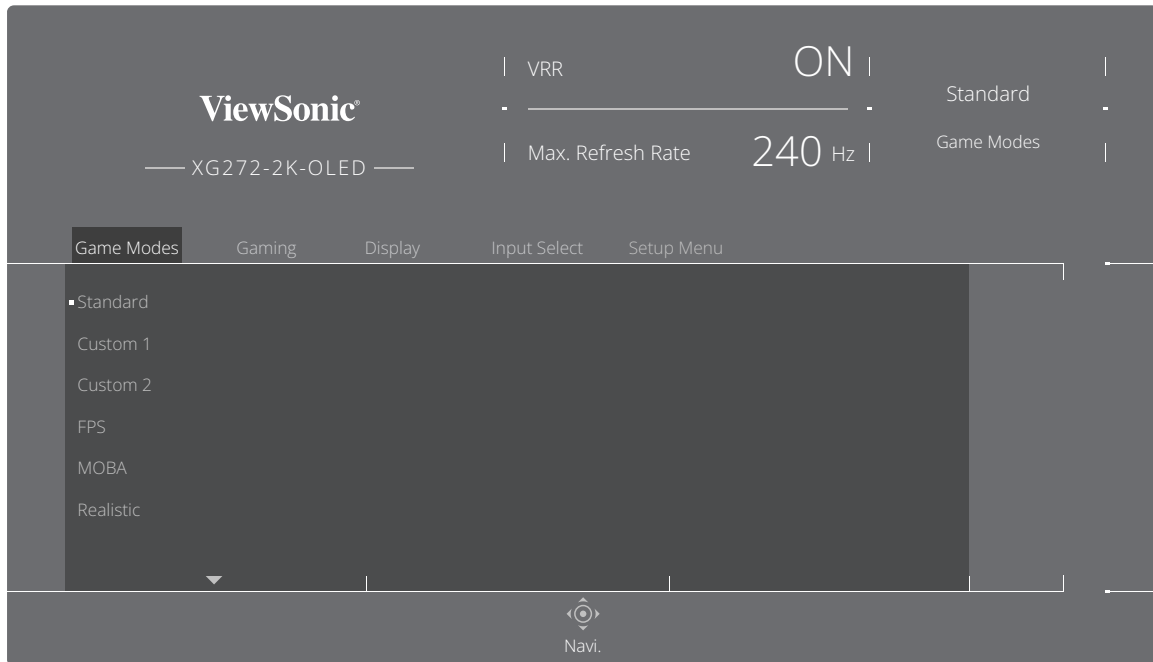 ViewSonic®
XG272-2K-OLED
VRR ON
Max. Refresh Rate 240 Hz
Standard
Game Modes
Game Modes Gaming Display Input Select Setup Menu
Standard
Custom 1
Custom 2
FPS
MOBA
Realistic
Navi.